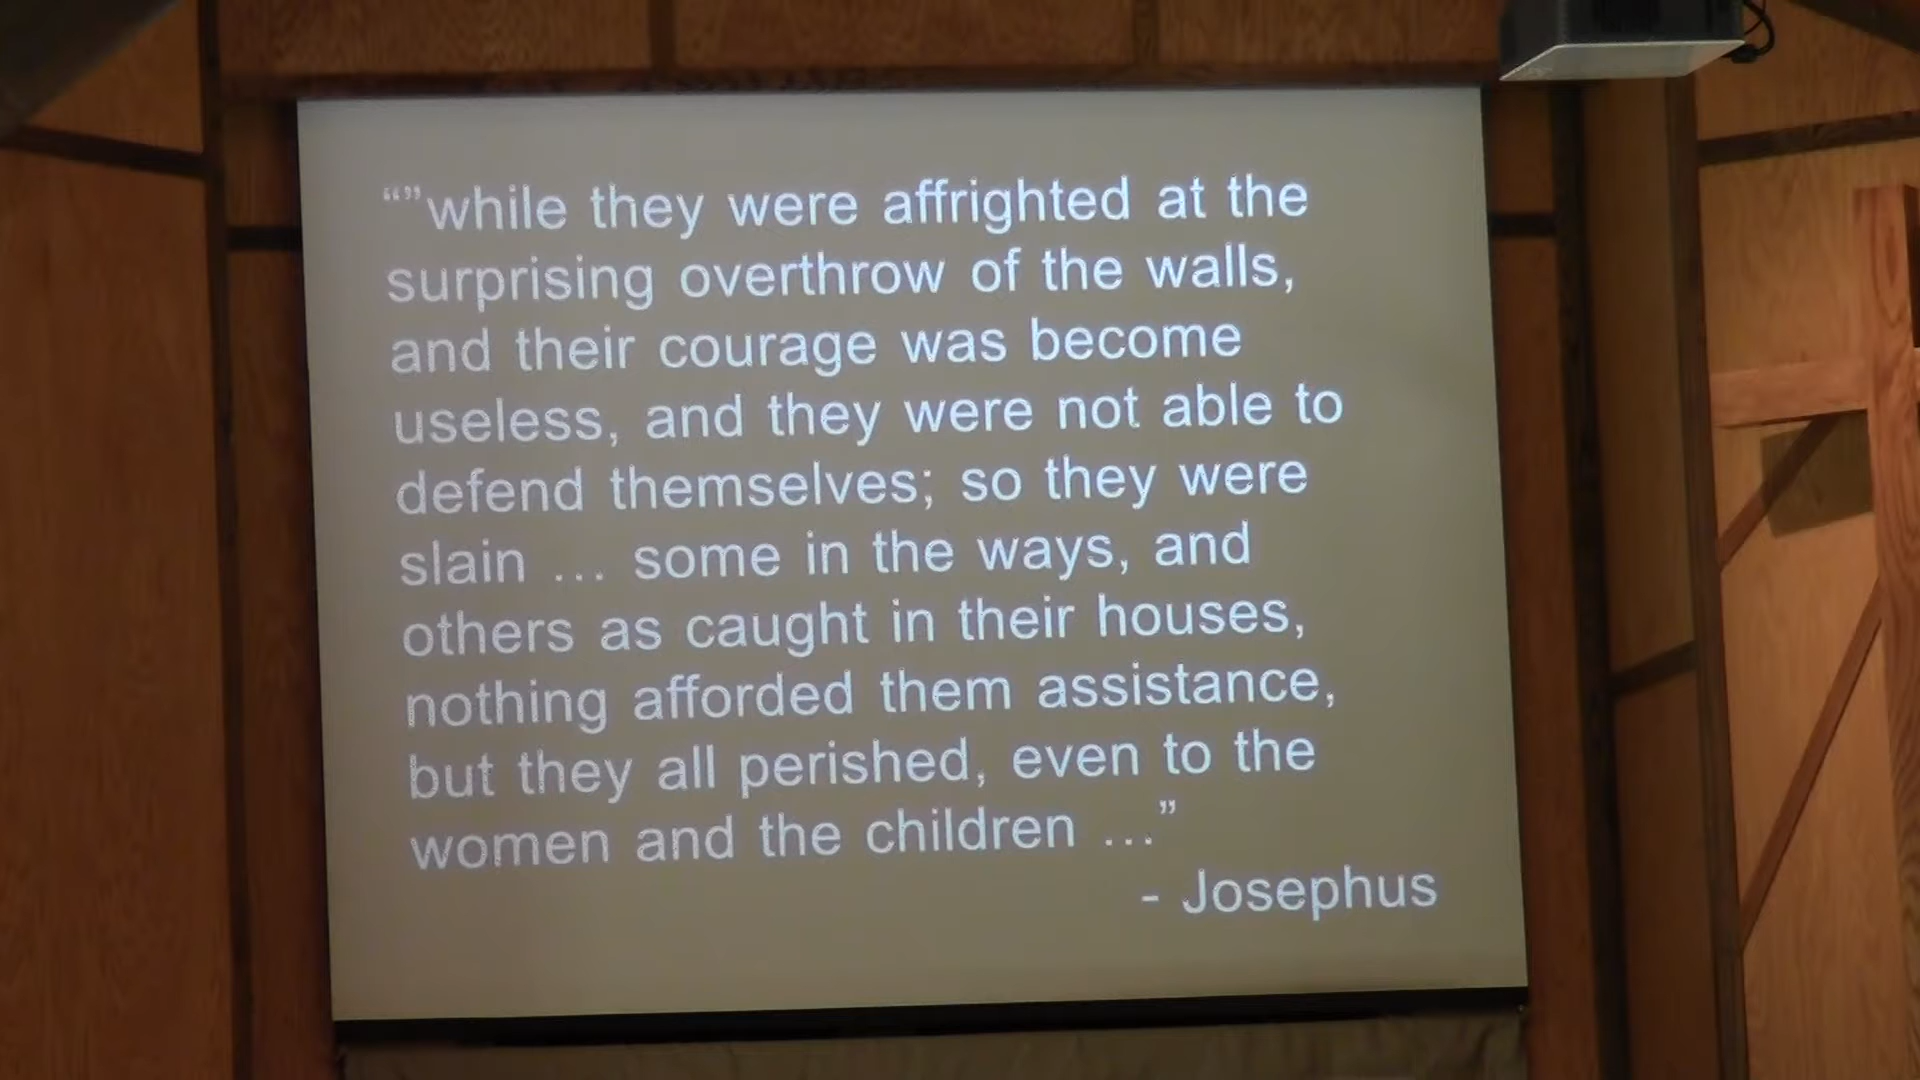 “”while they were affrighted at the
surprising overthrow of the walls,
and their courage was become
useless, and they were not able to
defend themselves; so they were
slain ... some in the ways, and
others as caught in their houses,
nothing afforded them assistance,
but they all perished, even to the
women and the children ...”
- Josephus